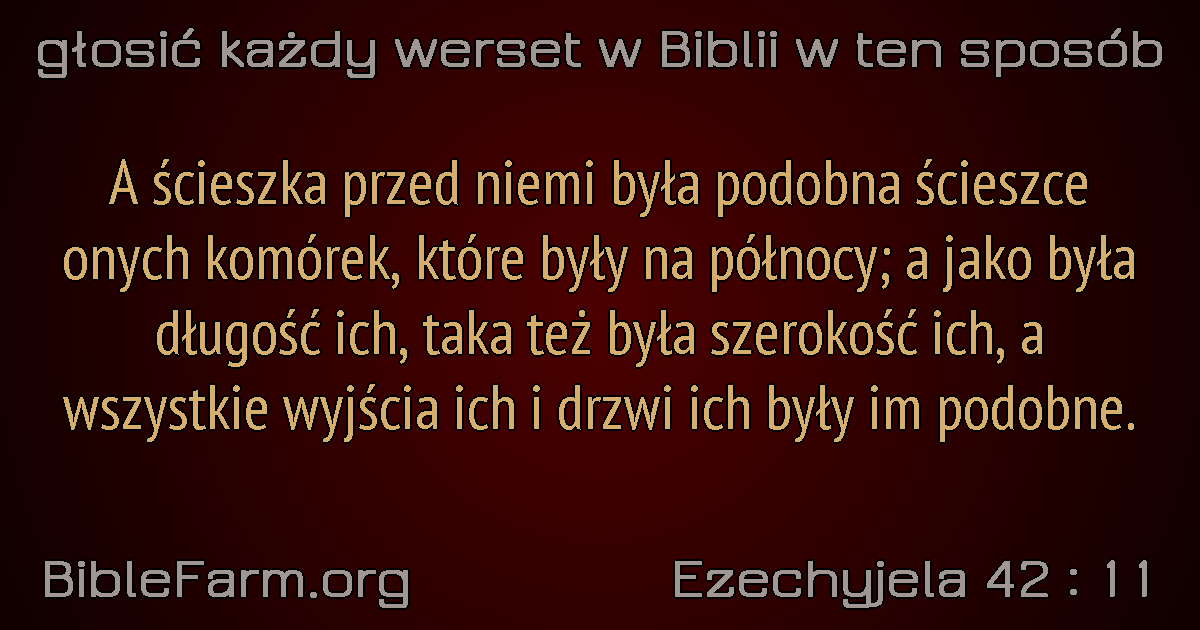 głosić każdy werset w Biblii w ten sposób
A ścieszka przed niemi była podobna ścieszce
onych komórek, które były na północy; a jako była
długość ich, taka też była szerokość ich, a
wszystkie wyjścia ich i drzwi ich były im podobne.
BibleFarm.org
Ezechyjela 42 : 11